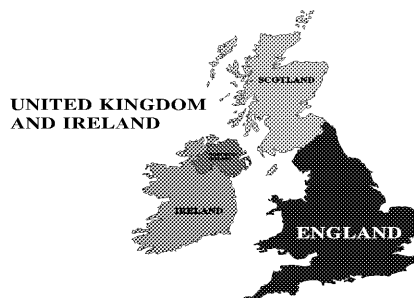 SCOTLAND
UNITED KINGDOM
AND IRELAND
IRELAND
ENGLAND